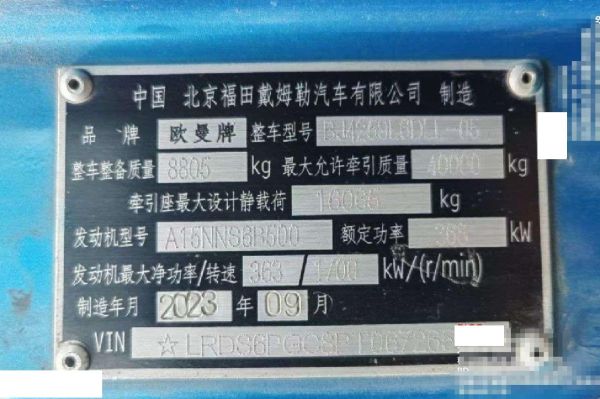 中国 北京福田戴姆勒汽车有限公司 制造
品牌 欧曼牌 整车型号
整车整备质量 8805 kg 最大允许牵引质量 40000 kg
牵引座最大设计静载荷 kg
发动机型号 A15NNS6B500 额定功率 368 kW
发动机最大净功率/转速 363 / 1700 kW/(r/min)
制造年月 2023 年 09 月
VIN